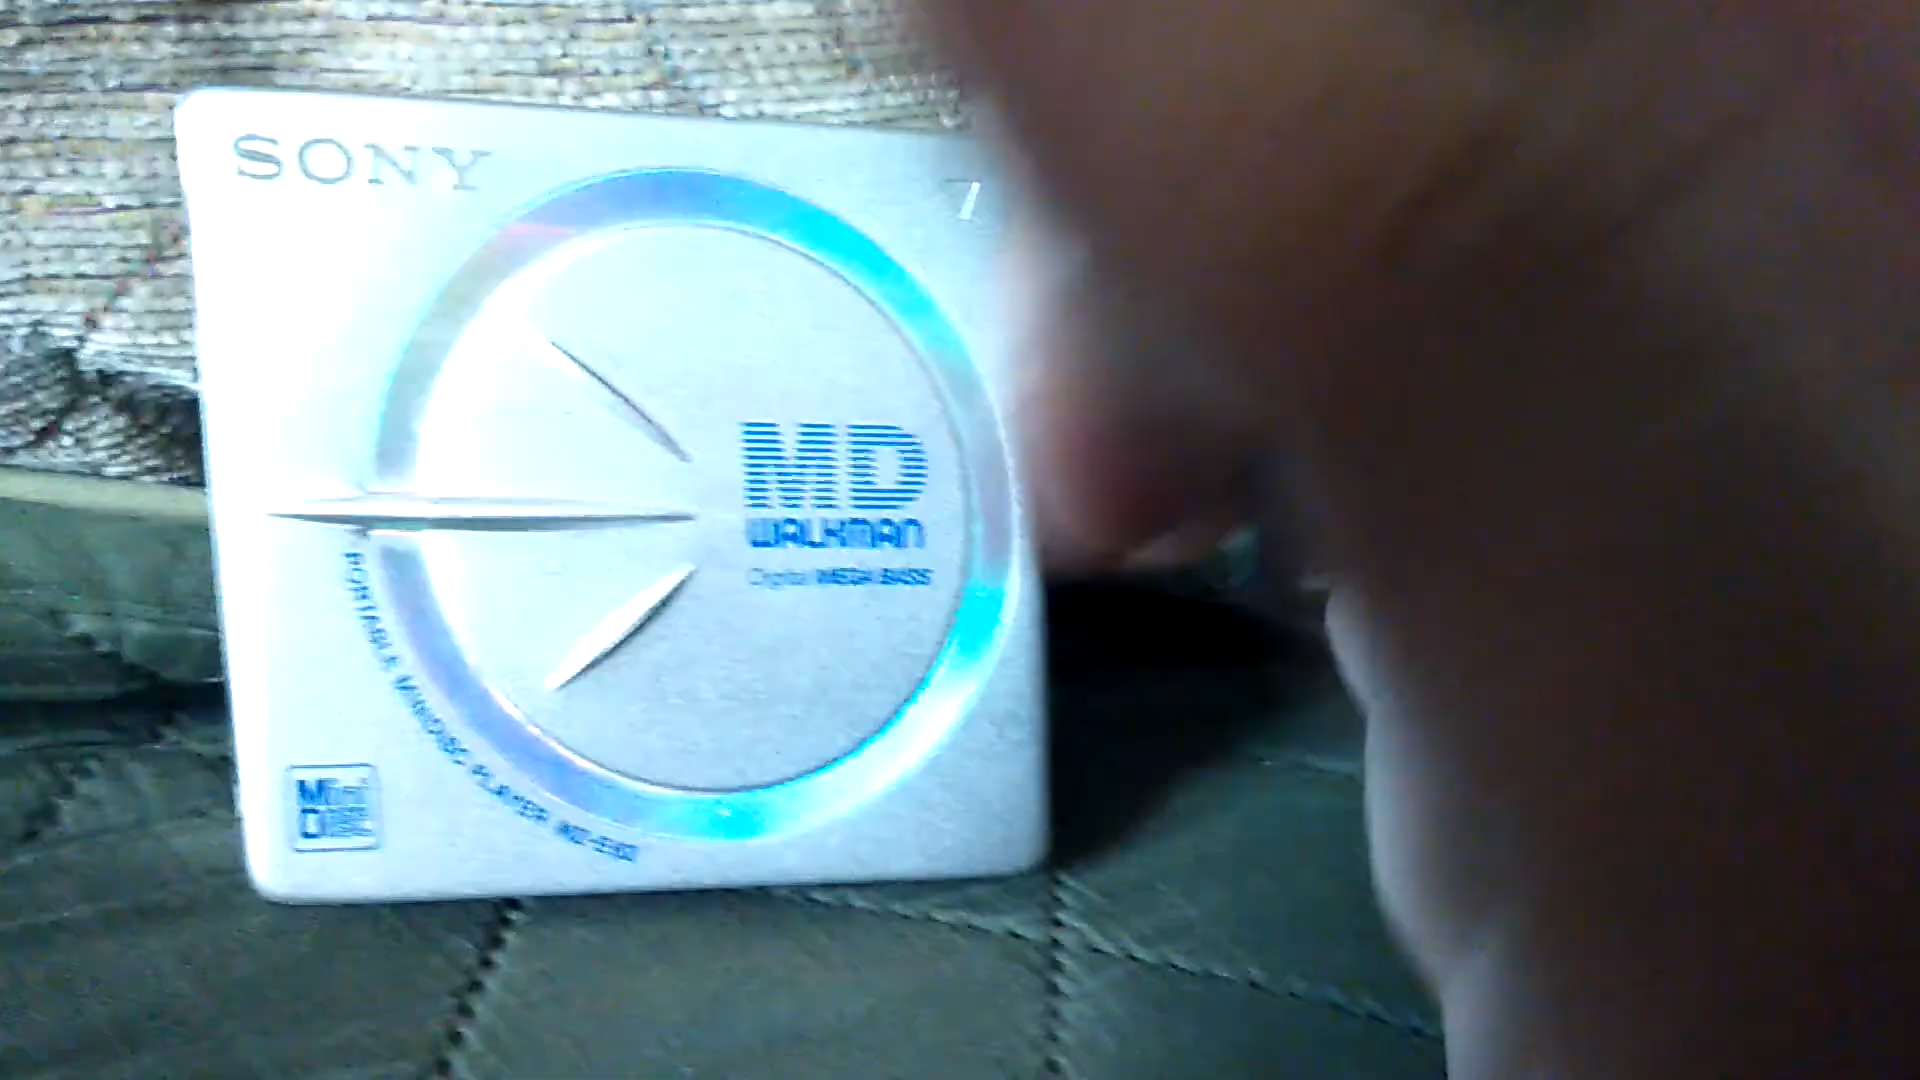 SONY
MD
WALKMAN
Digital MEGA BASS
PORTABLE MINIDISC PLAYER
Mini
Disc